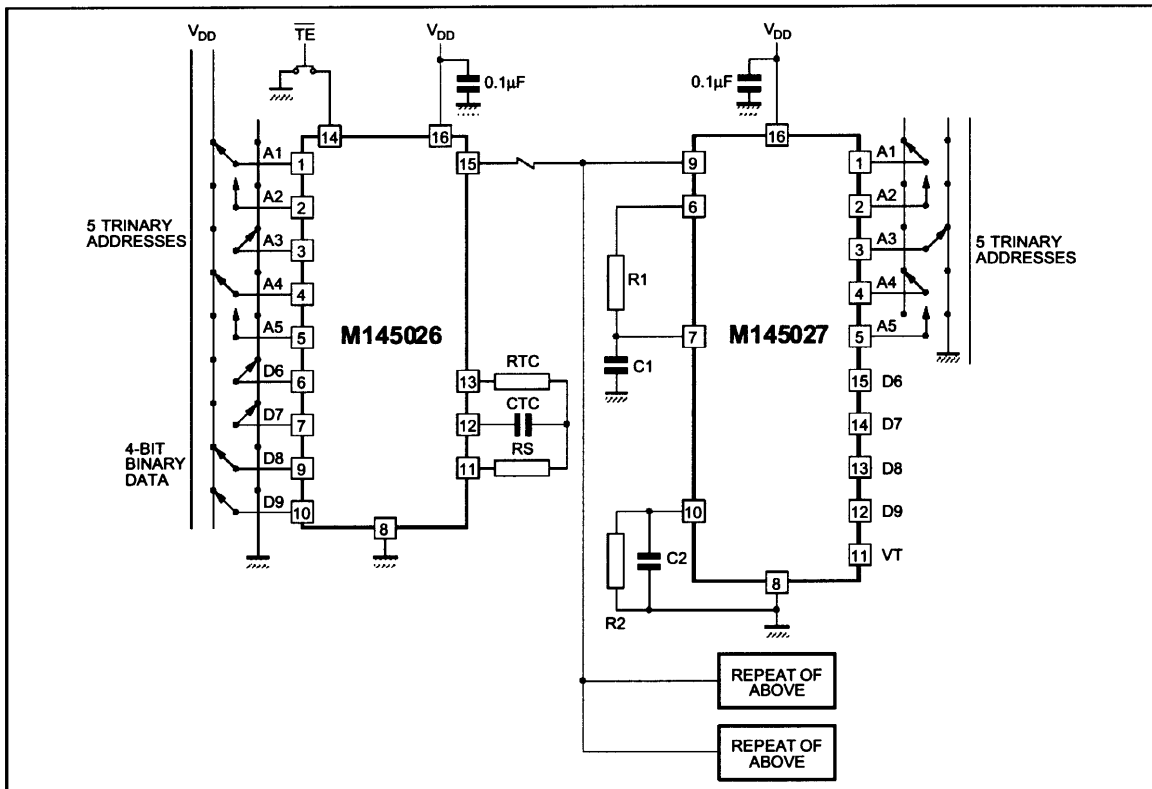 VDD
TE
VDD
0.1µF
VDD
0.1µF
14
16
16
A1
1
15
9
1
A1
A2
2
6
2
A2
5 TRINARY
ADDRESSES
A3
3
3
A3
5 TRINARY
ADDRESSES
A4
4
R1
4
A4
A5
5
M145026
7
M145027
5
A5
C1
D6
6
13
RTC
15
D6
D7
7
12
CTC
14
D7
4-BIT
BINARY
DATA
D8
9
11
RS
13
D8
D9
10
10
12
D9
8
C2
11
VT
R2
8
REPEAT OF
ABOVE
REPEAT OF
ABOVE